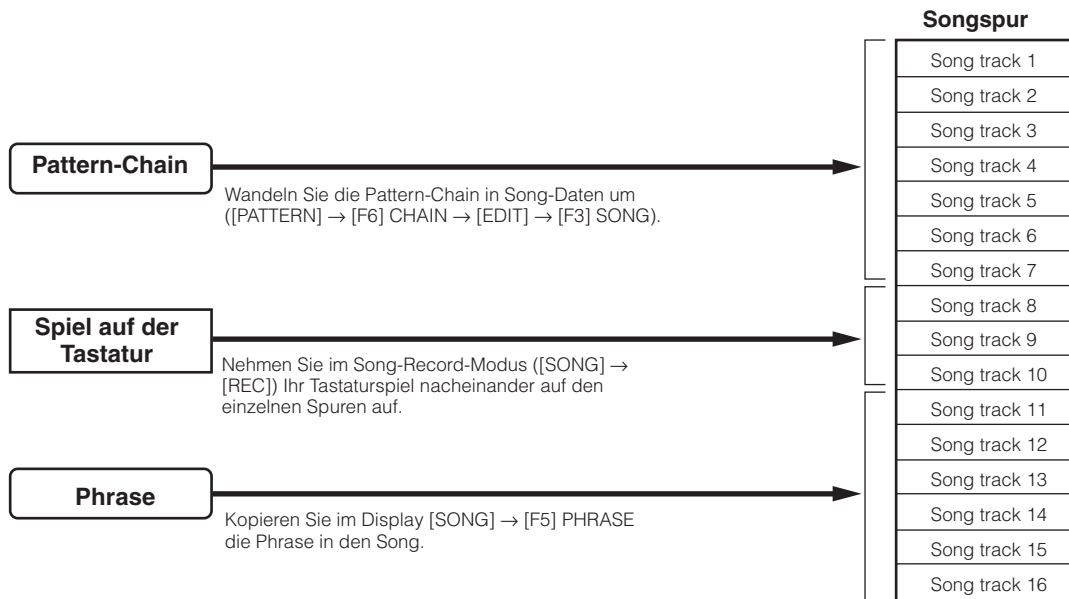 Songspur
Song track 1
Song track 2
Song track 3
Song track 4
Song track 5
Song track 6
Song track 7
Song track 8
Song track 9
Song track 10
Song track 11
Song track 12
Song track 13
Song track 14
Song track 15
Song track 16
Pattern-Chain
Wandeln Sie die Pattern-Chain in Song-Daten um
([PATTERN] → [F6] CHAIN → [EDIT] → [F3] SONG).
Spiel auf der
Tastatur
Nehmen Sie im Song-Record-Modus ([SONG] →
[REC]) Ihr Tastaturspiel nacheinander auf den
einzelnen Spuren auf.
Phrase
Kopieren Sie im Display [SONG] → [F5] PHRASE
die Phrase in den Song.